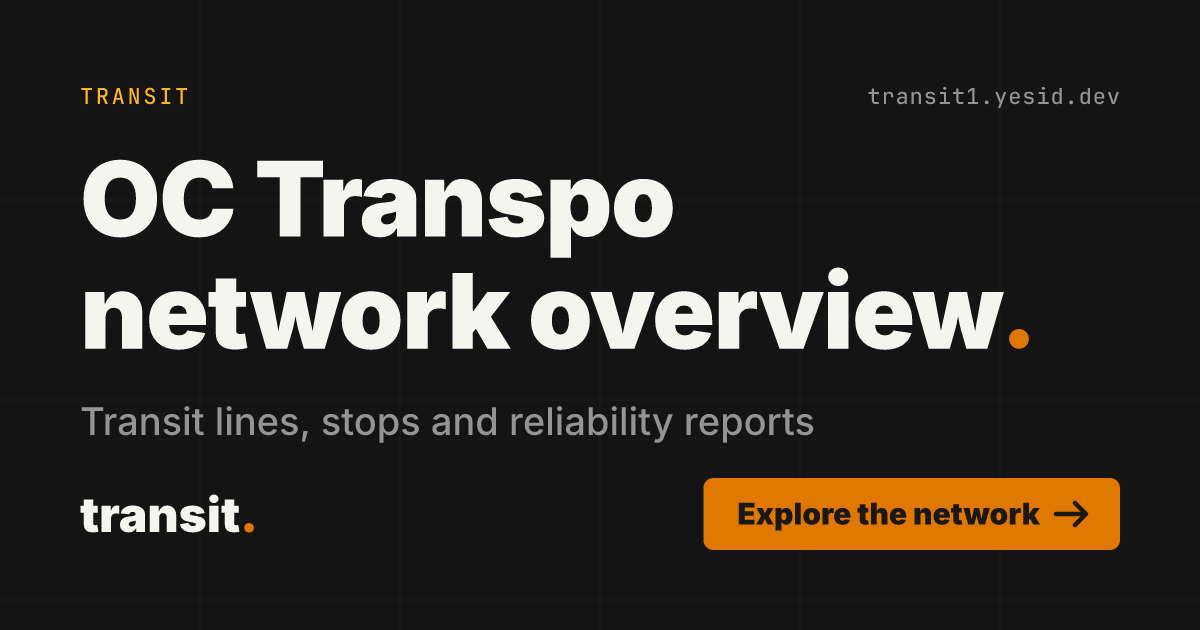 TRANSIT
transit1.yesid.dev
OC Transpo
network overview.
Transit lines, stops and reliability reports
transit.
Explore the network →